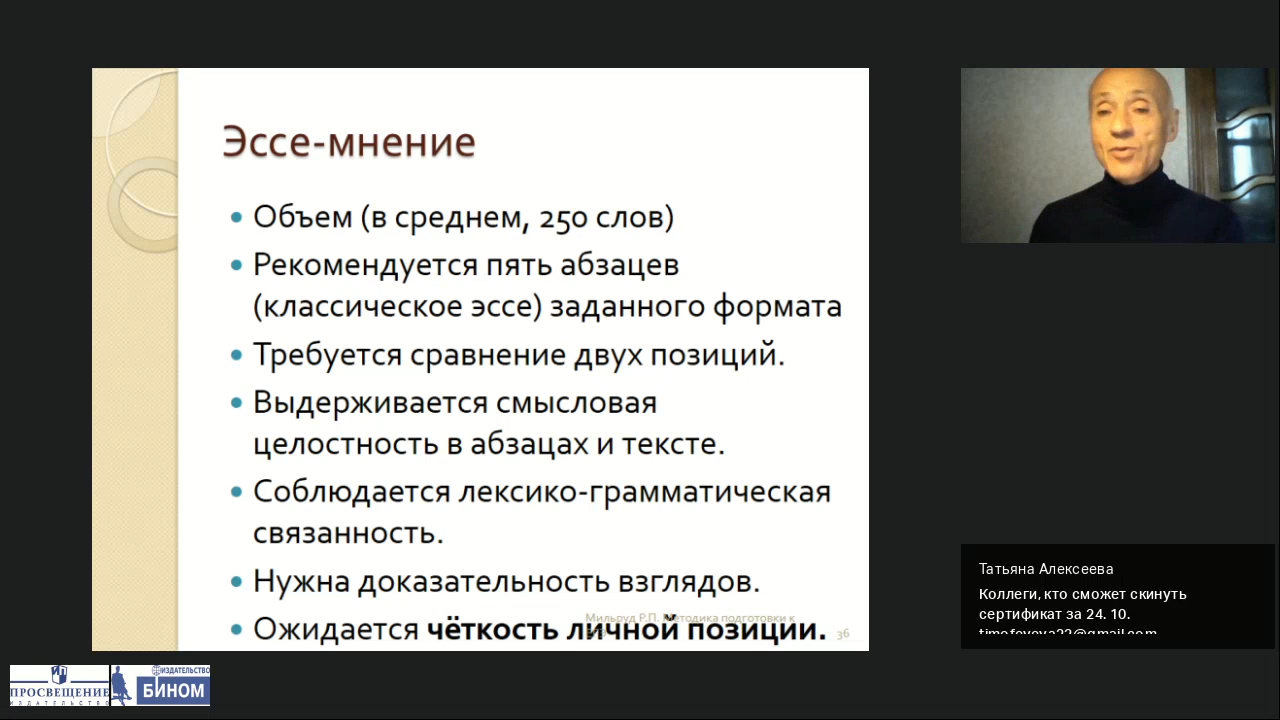 Эссе-мнение
Объем (в среднем, 250 слов)
Рекомендуется пять абзацев
(классическое эссе) заданного формата
Требуется сравнение двух позиций.
Выдерживается смысловая
целостность в абзацах и тексте.
Соблюдается лексико-грамматическая
связанность.
Нужна доказательность взглядов.
Мильруд Р.П. Методика подготовки к
Ожидается чёткость личной позиции.
36
Татьяна Алексеева
Коллеги, кто сможет скинуть
сертификат за 24. 10.
ПРОСВЕЩЕНИЕ
ИЗДАТЕЛЬСТВО
ИЗДАТЕЛЬСТВО
БИНОМ